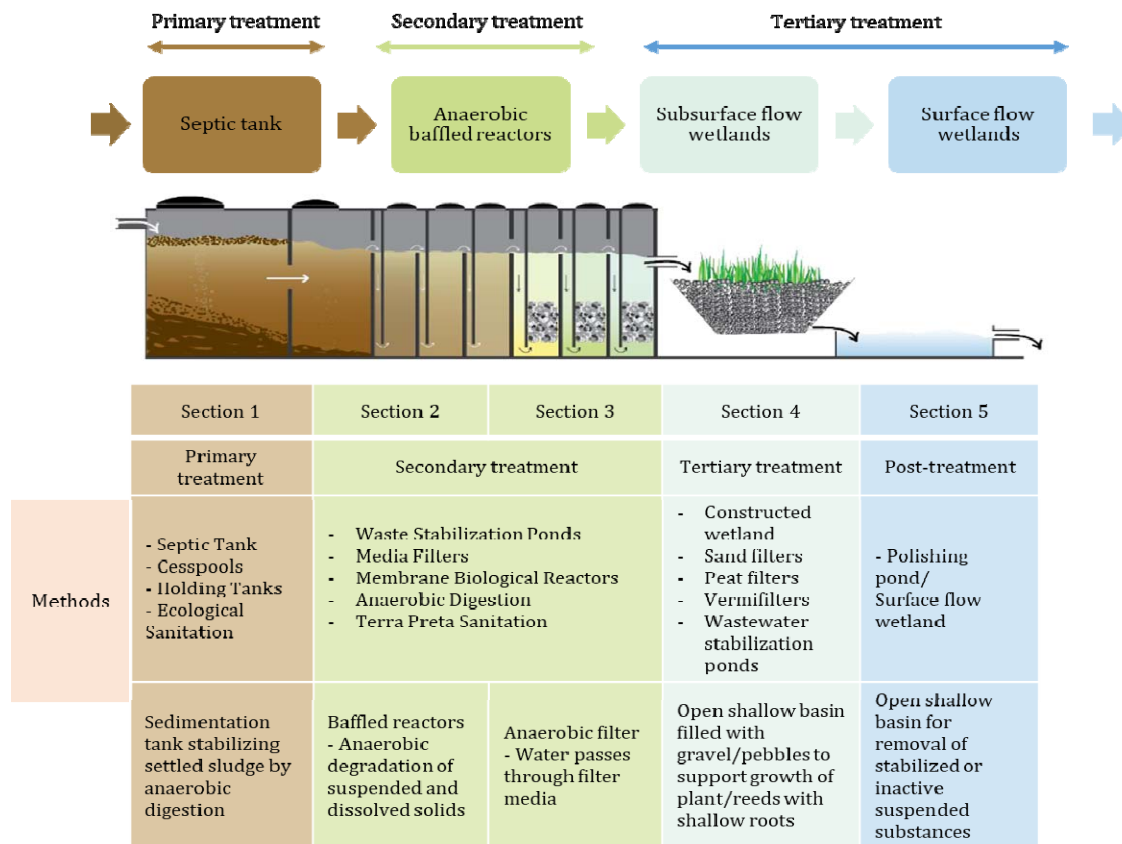 Primary treatment
Secondary treatment
Tertiary treatment
Septic tank
Anaerobic
baffled reactors
Subsurface flow
wetlands
Surface flow
wetlands
Section 1
Section 2
Section 3
Section 4
Section 5
Primary
treatment
Secondary treatment
Tertiary treatment
Post-treatment
Methods
- Septic Tank
- Cesspools
- Holding Tanks
- Ecological
Sanitation
- Waste Stabilization Ponds
- Media Filters
- Membrane Biological Reactors
- Anaerobic Digestion
- Terra Preta Sanitation
- Constructed
wetland
- Sand filters
- Peat filters
- Vermifilters
- Wastewater
stabilization
ponds
- Polishing
pond/
Surface flow
wetland
Sedimentation
tank stabilizing
settled sludge by
anaerobic
digestion
Baffled reactors
- Anaerobic
degradation of
suspended and
dissolved solids
Anaerobic filter
- Water passes
through filter
media
Open shallow basin
filled with
gravel/pebbles to
support growth of
plant/reeds with
shallow roots
Open shallow
basin for
removal of
stabilized or
inactive
suspended
substances